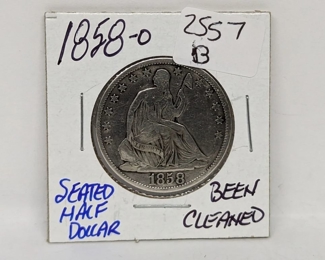 1858-O
2557
B
1858
SEATED
HALF
DOLLAR
BEEN
CLEANED